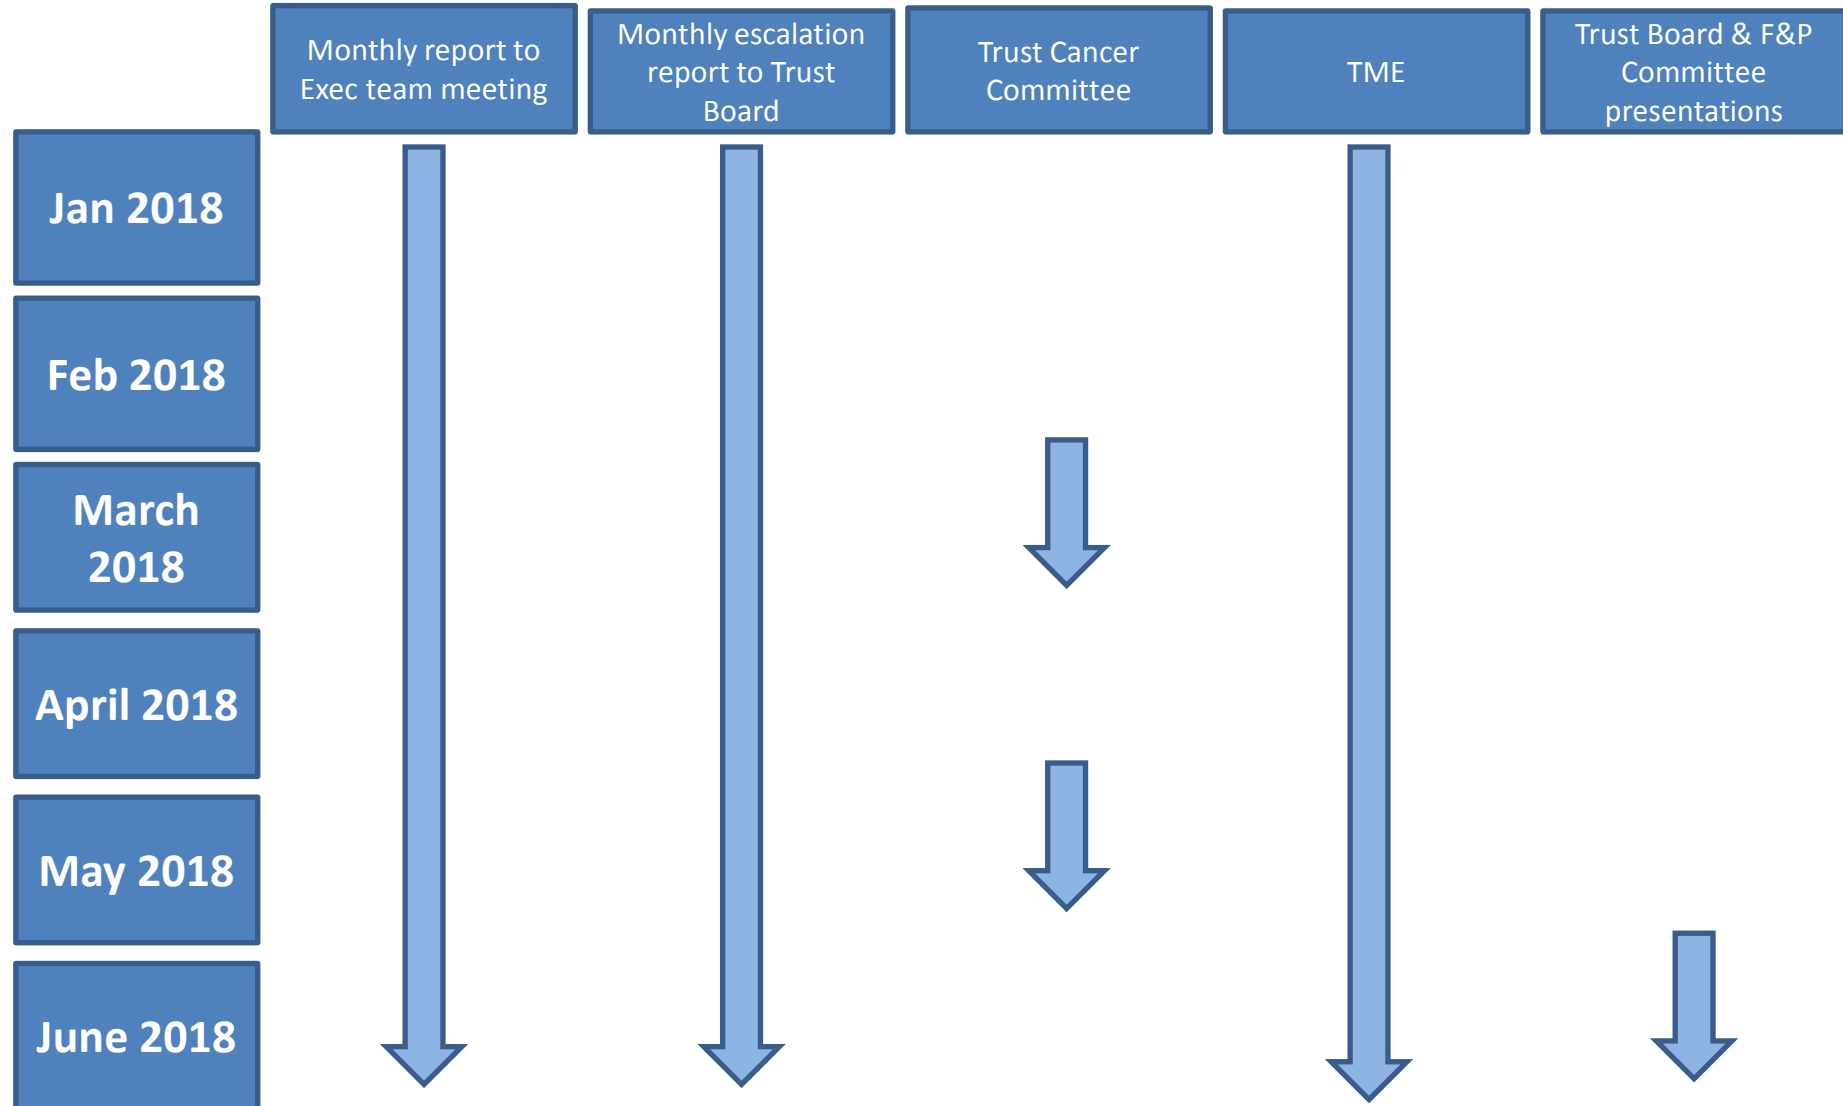 Monthly report to
Exec team meeting
Monthly escalation
report to Trust
Board
Trust Cancer
Committee
TME
Trust Board & F&P
Committee
presentations
Jan 2018
Feb 2018
March
2018
April 2018
May 2018
June 2018